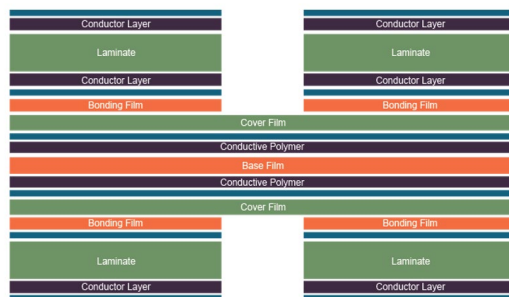 Conductor Layer Conductor Layer
Laminate Laminate
Conductor Layer Conductor Layer
Bonding Film Bonding Film
Cover Film
Conductive Polymer
Base Film
Conductive Polymer
Cover Film
Bonding Film Bonding Film
Laminate Laminate
Conductor Layer Conductor Layer